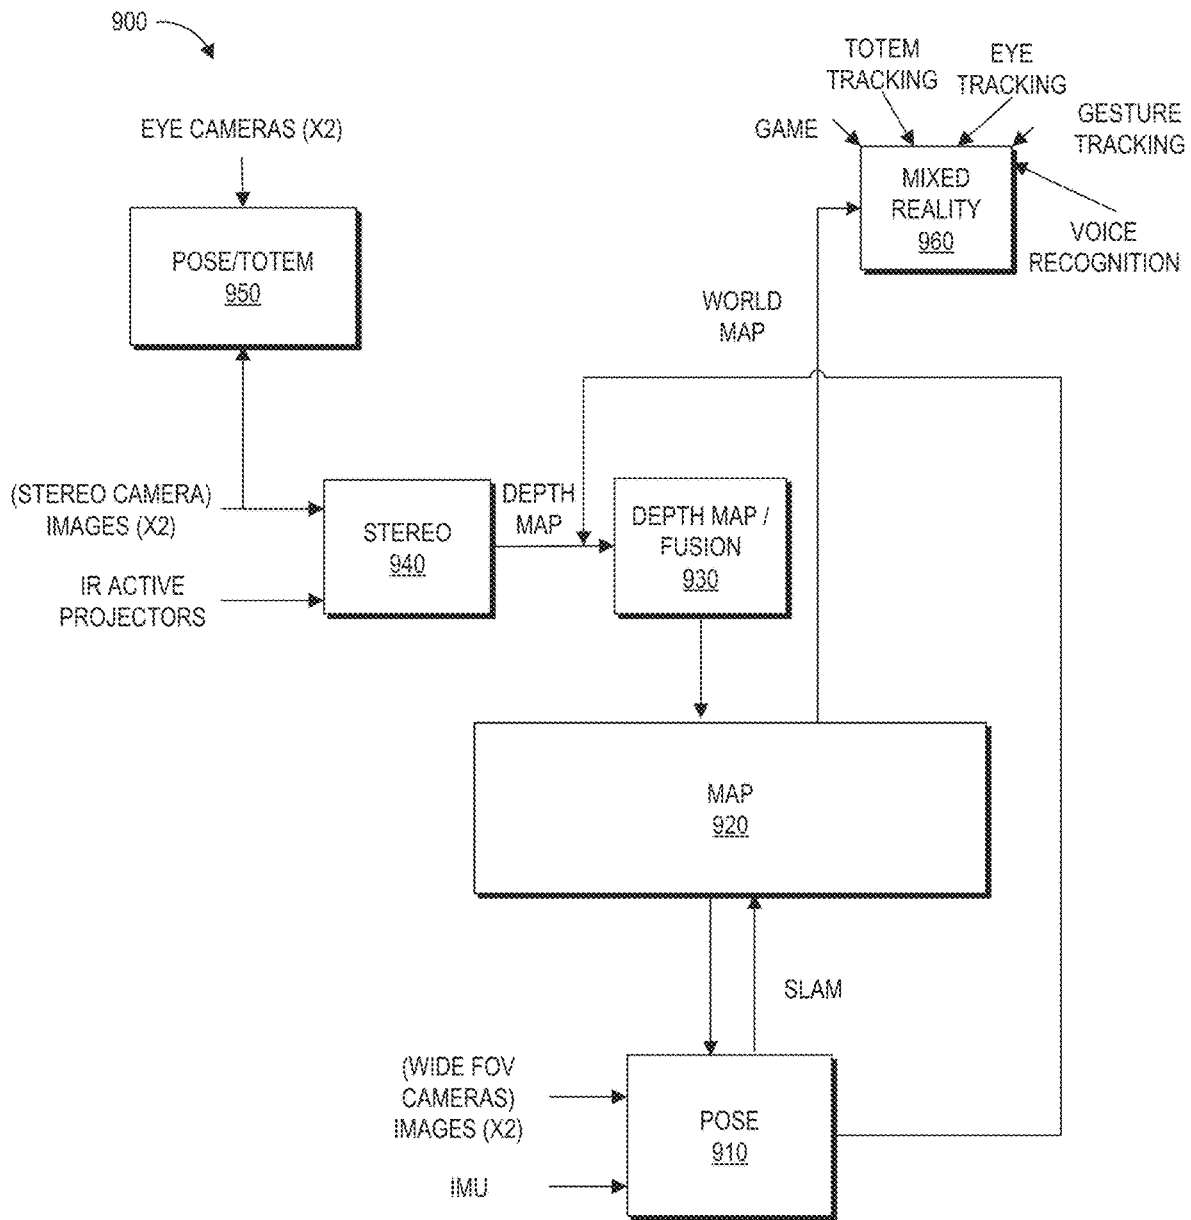 900
TOTEM
TRACKING
EYE
TRACKING
GAME
GESTURE
TRACKING
EYE CAMERAS (X2)
MIXED
REALITY
960
VOICE
RECOGNITION
POSE/TOTEM
950
WORLD
MAP
(STEREO CAMERA)
IMAGES (X2)
STEREO
940
DEPTH
MAP
DEPTH MAP /
FUSION
930
IR ACTIVE
PROJECTORS
MAP
920
SLAM
(WIDE FOV
CAMERAS)
IMAGES (X2)
POSE
910
IMU